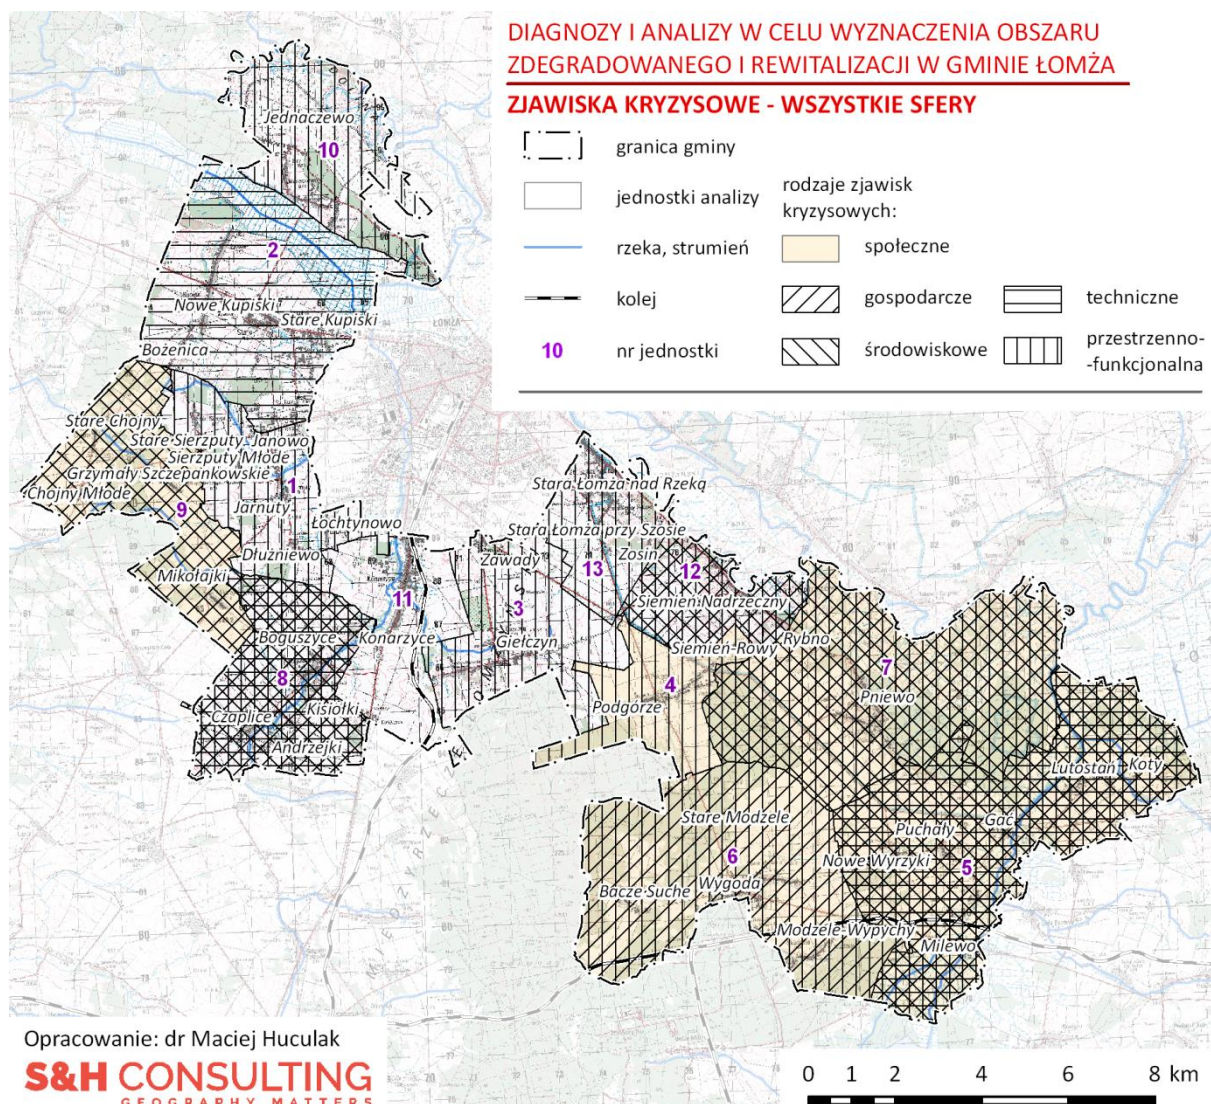 DIAGNOZY I ANALIZY W CELU WYZNACZENIA OBSZARU
ZDEGRADOWANEGO I REWITALIZACJI W GMINIE ŁOMŻA
ZJAWISKA KRYZYSOWE - WSZYSTKIE SFERY
granica gminy
jednostki analizy
rzeka, strumień
kolej
10 nr jednostki
rodzaje zjawisk
kryzysowych:
społeczne
gospodarcze
środowiskowe
techniczne
przestrzenno-
-funkcjonalna
Jednaczewo
10
2
Nowe Kupiski
Stare Kupiski
Bożenica
ŁOMŻA
Stare Chojny
Stare Sierzputy
Janowo
Sierzputy Młode
Grzymały Szczepankowskie
Chojny Młode
1
9
Jarnuty
Łochtynowo
Dłużniewo
Mikołajki
Stara Łomża nad Rzeką
Stara Łomża przy Szosie
Zawady
Zosin
13
12
3
11
Siemień Nadrzeczny
Boguszyce
Konarzyce
Giełczyn
Siemień-Rowy
Rybno
8
4
7
Pniewo
Czaplice
Kisiołki
Podgórze
Andrzejki
Lutostań
Koty
Stare Modzele
Puchały
Gać
6
Nowe Wyrzyki
5
Bacze Suche
Wygoda
Modzele-Wypychy
Milewo
Opracowanie: dr Maciej Huculak
S&H CONSULTING
GEOGRAPHY MATTERS
0 1 2 4 6 8 km